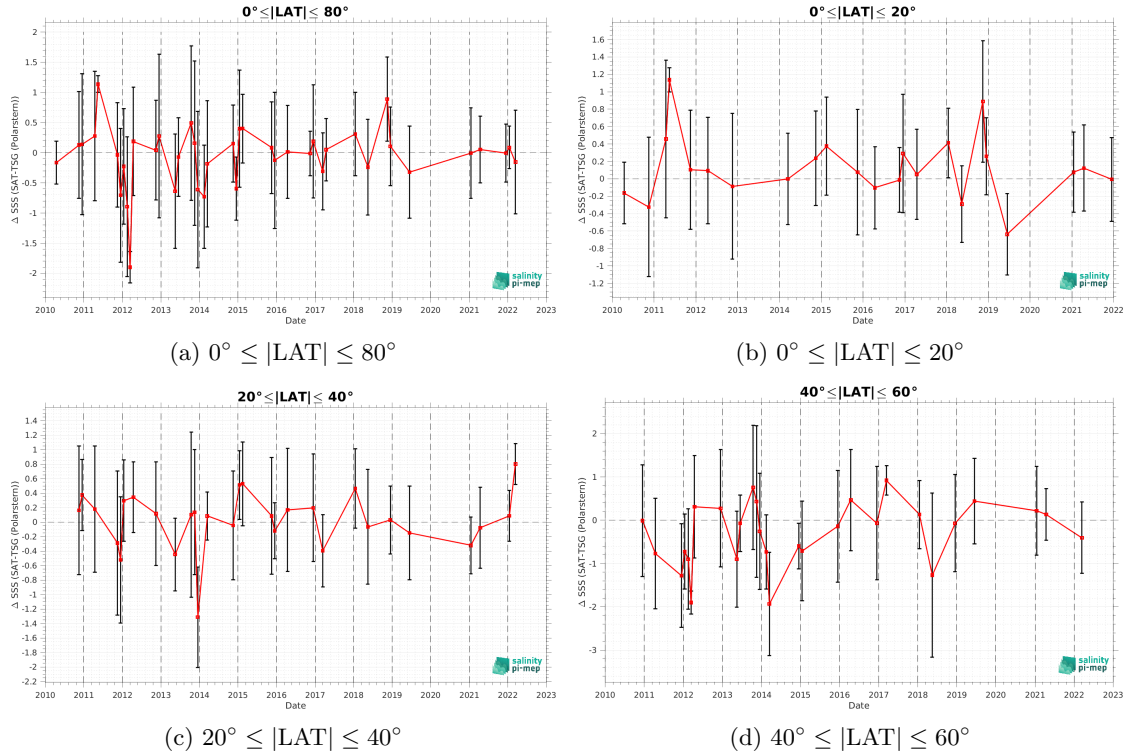 0°≤|LAT|≤ 80°
Δ SSS (SAT-TSG (Polarstern))
2
1.5
1
0.5
0
-0.5
-1
-1.5
-2
2010 2011 2012 2013 2014 2015 2016 2017 2018 2019 2020 2021 2022 2023
Date
salinity
pi-mep
(a) 0° ≤ |LAT| ≤ 80°
0°≤|LAT|≤ 20°
Δ SSS (SAT-TSG (Polarstern))
1.6
1.4
1.2
1
0.8
0.6
0.4
0.2
0
-0.2
-0.4
-0.6
-0.8
-1
-1.2
2010 2011 2012 2013 2014 2015 2016 2017 2018 2019 2020 2021 2022
Date
salinity
pi-mep
(b) 0° ≤ |LAT| ≤ 20°
20°≤|LAT|≤ 40°
Δ SSS (SAT-TSG (Polarstern))
1.4
1.2
1
0.8
0.6
0.4
0.2
0
-0.2
-0.4
-0.6
-0.8
-1
-1.2
-1.4
-1.6
-1.8
-2
-2.2
2010 2011 2012 2013 2014 2015 2016 2017 2018 2019 2020 2021 2022 2023
Date
salinity
pi-mep
(c) 20° ≤ |LAT| ≤ 40°
40°≤|LAT|≤ 60°
Δ SSS (SAT-TSG (Polarstern))
2
1
0
-1
-2
-3
2010 2011 2012 2013 2014 2015 2016 2017 2018 2019 2020 2021 2022 2023
Date
salinity
pi-mep
(d) 40° ≤ |LAT| ≤ 60°